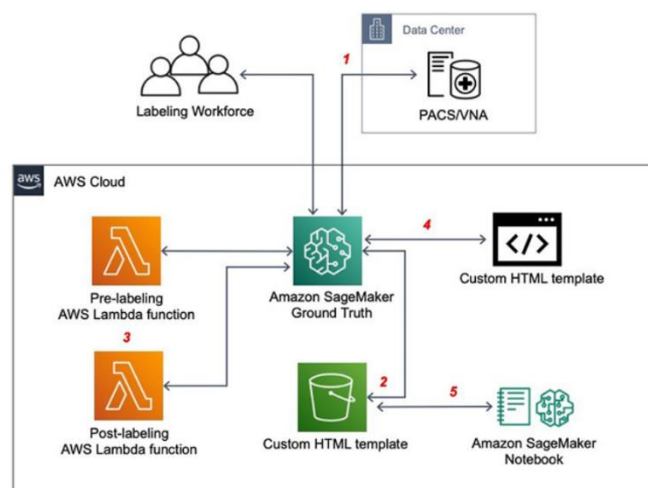 1
Data Center
Labeling Workforce
PACS/VNA
aws
AWS Cloud
4
</>
Pre-labeling
AWS Lambda function
Amazon SageMaker
Ground Truth
Custom HTML template
3
2
5
Post-labeling
AWS Lambda function
Custom HTML template
Amazon SageMaker
Notebook